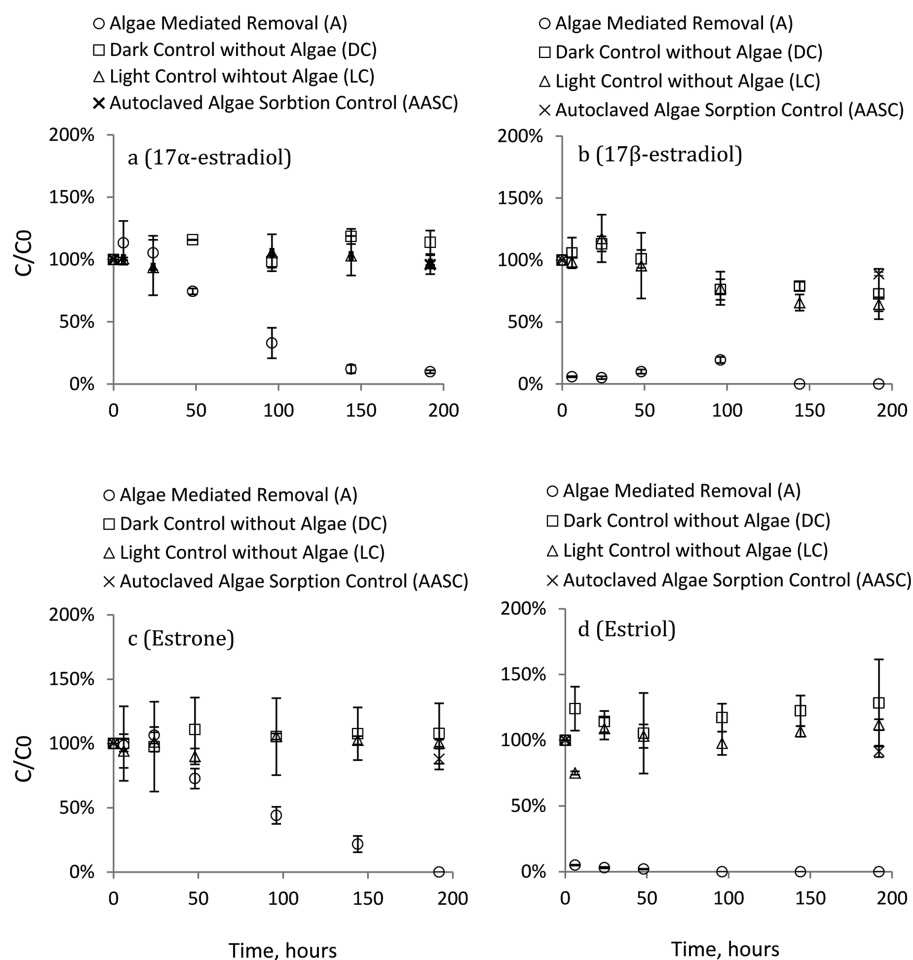 Algae Mediated Removal (A)
Dark Control without Algae (DC)
Light Control wihtout Algae (LC)
Autoclaved Algae Sorbtion Control (AASC)
200%
150%
100%
50%
0%
C/C0
a (17α-estradiol)
0 50 100 150 200
Algae Mediated Removal (A)
Dark Control without Algae (DC)
Light Control without Algae (LC)
Autoclaved Algae Sorption Control (AASC)
200%
150%
100%
50%
0%
b (17β-estradiol)
0 50 100 150 200
Algae Mediated Removal (A)
Dark Control without Algae (DC)
Light Control without Algae (LC)
Autoclaved Algae Sorption Control (AASC)
200%
150%
100%
50%
0%
C/C0
c (Estrone)
0 50 100 150 200
Time, hours
Algae Mediated Removal (A)
Dark Control without Algae (DC)
Light Control without Algae (LC)
Autoclaved Algae Sorption Control (AASC)
200%
150%
100%
50%
0%
d (Estriol)
0 50 100 150 200
Time, hours